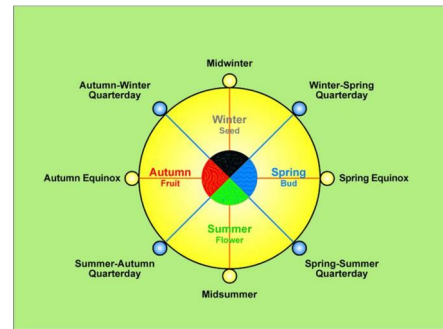 Midwinter
Autumn-Winter
Quarterday
Winter-Spring
Quarterday
Winter
Seed
Autumn Equinox
Autumn
Fruit
Spring
Bud
Spring Equinox
Summer
Flower
Summer-Autumn
Quarterday
Spring-Summer
Quarterday
Midsummer